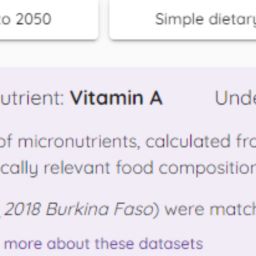 to 2050 Simple dietary
utrient: Vitamin A Unde
of micronutrients, calculated fro
cally relevant food composition
2018 Burkina Faso) were match
more about these datasets